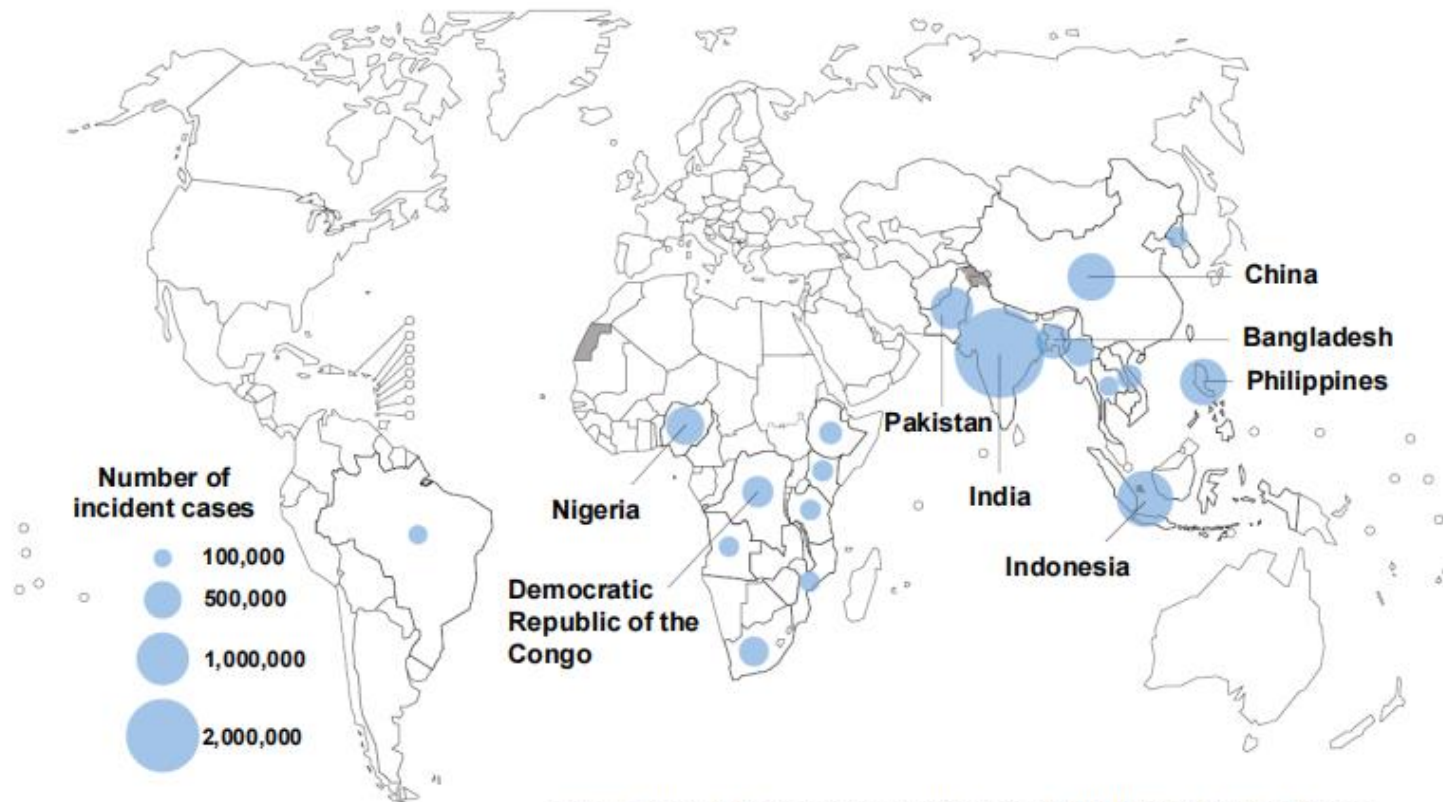 China
Bangladesh
Philippines
Pakistan
India
Nigeria
Indonesia
Democratic
Republic of the
Congo
Number of
incident cases
100,000
500,000
1,000,000
2,000,000